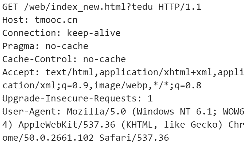 GET /web/index_new.html?tedu HTTP/1.1
Host: tmooc.cn
Connection: keep-alive
Pragma: no-cache
Cache-Control: no-cache
Accept: text/html,application/xhtml+xml,appli
cation/xml;q=0.9,image/webp,*/*;q=0.8
Upgrade-Insecure-Requests: 1
User-Agent: Mozilla/5.0 (Windows NT 6.1; WOW6
4) AppleWebKit/537.36 (KHTML, like Gecko) Chr
ome/50.0.2661.102 Safari/537.36